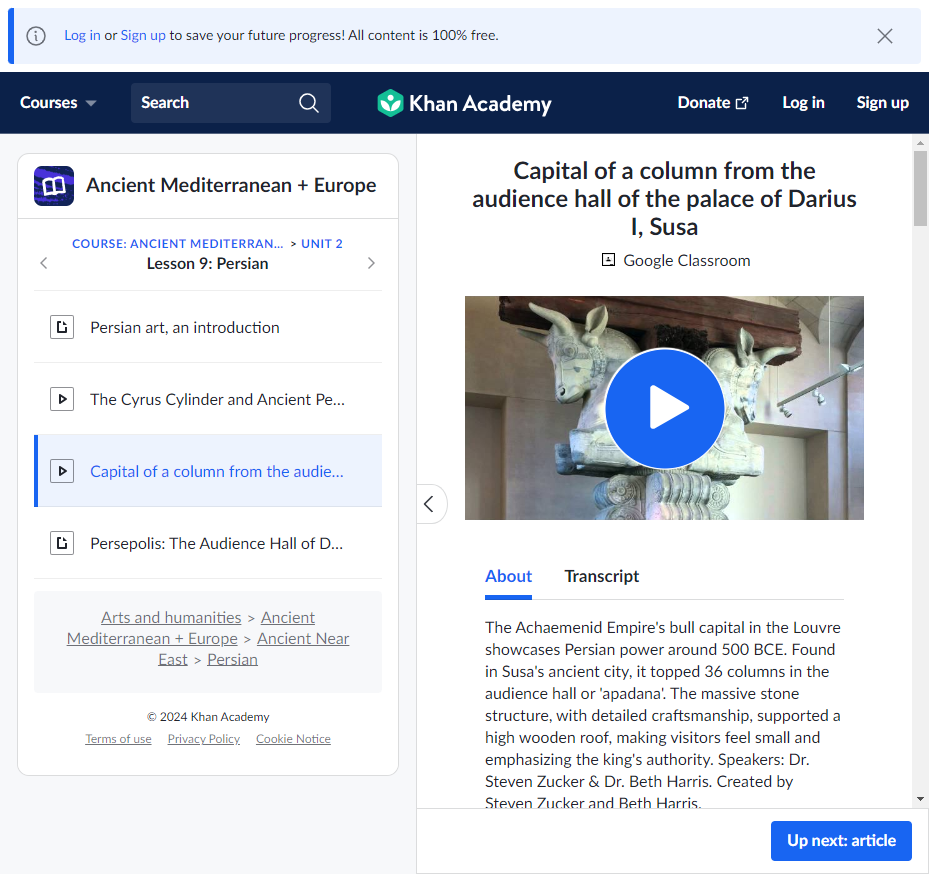 Log in or Sign up to save your future progress! All content is 100% free.
Courses
Search
Khan Academy
Donate
Log in
Sign up
Ancient Mediterranean + Europe
COURSE: ANCIENT MEDITERRAN... > UNIT 2
Lesson 9: Persian
Persian art, an introduction
The Cyrus Cylinder and Ancient Pe...
Capital of a column from the audie...
Persepolis: The Audience Hall of D...
Arts and humanities > Ancient
Mediterranean + Europe > Ancient Near
East > Persian
© 2024 Khan Academy
Terms of use Privacy Policy Cookie Notice
Capital of a column from the
audience hall of the palace of Darius
I, Susa
Google Classroom
About
Transcript
The Achaemenid Empire's bull capital in the Louvre
showcases Persian power around 500 BCE. Found
in Susa's ancient city, it topped 36 columns in the
audience hall or 'apadana'. The massive stone
structure, with detailed craftsmanship, supported a
high wooden roof, making visitors feel small and
emphasizing the king's authority. Speakers: Dr.
Steven Zucker & Dr. Beth Harris. Created by
Steven Zucker and Beth Harris.
Up next: article